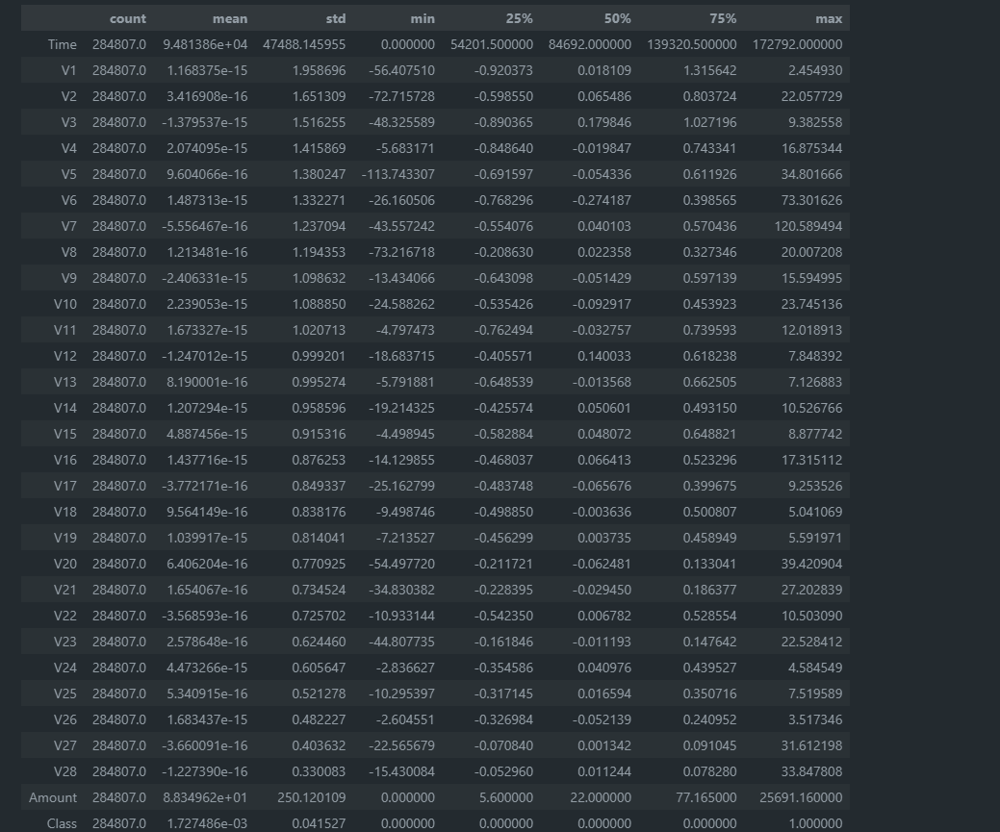 count mean std min 25% 50% 75% max
Time 284807.0 9.481386e+04 47488.145955 0.000000 54201.500000 84692.000000 139320.500000 172792.000000
V1 284807.0 1.168375e-15 1.958696 -56.407510 -0.920373 0.018109 1.315642 2.454930
V2 284807.0 3.416908e-16 1.651309 -72.715728 -0.598550 0.065486 0.803724 22.057729
V3 284807.0 -1.379537e-15 1.516255 -48.325589 -0.890365 0.179846 1.027196 9.382558
V4 284807.0 2.074095e-15 1.415869 -5.683171 -0.848640 -0.019847 0.743341 16.875344
V5 284807.0 9.604066e-16 1.380247 -113.743307 -0.691597 -0.054336 0.611926 34.801666
V6 284807.0 1.487313e-15 1.332271 -26.160506 -0.768296 -0.274187 0.398565 73.301626
V7 284807.0 -5.556467e-16 1.237094 -43.557242 -0.554076 0.040103 0.570436 120.589494
V8 284807.0 1.213481e-16 1.194353 -73.216718 -0.208630 0.022358 0.327346 20.007208
V9 284807.0 -2.406331e-15 1.098632 -13.434066 -0.643098 -0.051429 0.597139 15.594995
V10 284807.0 2.239053e-15 1.088850 -24.588262 -0.535426 -0.092917 0.453923 23.745136
V11 284807.0 1.673327e-15 1.020713 -4.797473 -0.762494 -0.032757 0.739593 12.018913
V12 284807.0 -1.247012e-15 0.999201 -18.683715 -0.405571 0.140033 0.618238 7.848392
V13 284807.0 8.190001e-16 0.995274 -5.791881 -0.648539 -0.013568 0.662505 7.126883
V14 284807.0 1.207294e-15 0.958596 -19.214325 -0.425574 0.050601 0.493150 10.526766
V15 284807.0 4.887456e-15 0.915316 -4.498945 -0.582884 0.048072 0.648821 8.877742
V16 284807.0 1.437716e-15 0.876253 -14.129855 -0.468037 0.066413 0.523296 17.315112
V17 284807.0 -3.772171e-16 0.849337 -25.162799 -0.483748 -0.065676 0.399675 9.253526
V18 284807.0 9.564149e-16 0.838176 -9.498746 -0.498850 -0.003636 0.500807 5.041069
V19 284807.0 1.039917e-15 0.814041 -7.213527 -0.456299 0.003735 0.458949 5.591971
V20 284807.0 6.406204e-16 0.770925 -54.497720 -0.211721 -0.062481 0.133041 39.420904
V21 284807.0 1.654067e-16 0.734524 -34.830382 -0.228395 -0.029450 0.186377 27.202839
V22 284807.0 -3.568593e-16 0.725702 -10.933144 -0.542350 0.006782 0.528554 10.503090
V23 284807.0 2.578648e-16 0.624460 -44.807735 -0.161846 -0.011193 0.147642 22.528412
V24 284807.0 4.473266e-15 0.605647 -2.836627 -0.354586 0.040976 0.439527 4.584549
V25 284807.0 5.340915e-16 0.521278 -10.295397 -0.317145 0.016594 0.350716 7.519589
V26 284807.0 1.683437e-15 0.482227 -2.604551 -0.326984 -0.052139 0.240952 3.517346
V27 284807.0 -3.660091e-16 0.403632 -22.565679 -0.070840 0.001342 0.091045 31.612198
V28 284807.0 -1.227390e-16 0.330083 -15.430084 -0.052960 0.011244 0.078280 33.847808
Amount 284807.0 8.834962e+01 250.120109 0.000000 5.600000 22.000000 77.165000 25691.160000
Class 284807.0 1.727486e-03 0.041527 0.000000 0.000000 0.000000 0.000000 1.000000